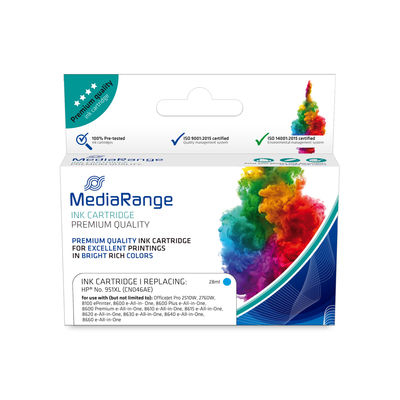 ★★★★★
Premium quality
ink cartridge
100% Pre-tested
ink cartridges
ISO 9001:2015 certified
Quality management system
ISO 14001:2015 certified
Environmental management system
MediaRange
INK CARTRIDGE
PREMIUM QUALITY
PREMIUM QUALITY INK CARTRIDGE
FOR EXCELLENT PRINTINGS
IN BRIGHT RICH COLORS
INK CARTRIDGE I REPLACING:
HP® No. 951XL (CN046AE)
28ml
for use with (but not limited to): OfficeJet Pro 251DW, 276DW,
8100 ePrinter, 8600 e-All-in-One, 8600 Plus e-All-in-One,
8600 Premium e-All-in-One, 8610 e-All-in-One, 8615 e-All-in-One,
8620 e-All-in-One, 8630 e-All-in-One, 8640 e-All-in-One,
8660 e-All-in-One